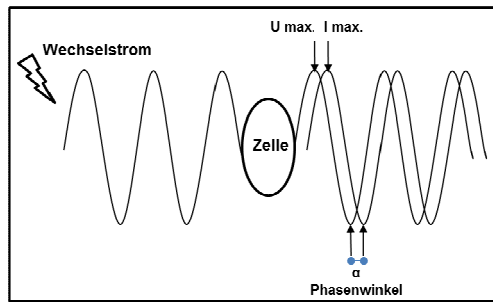 U max. I max.
Wechselstrom
Zelle
α
Phasenwinkel